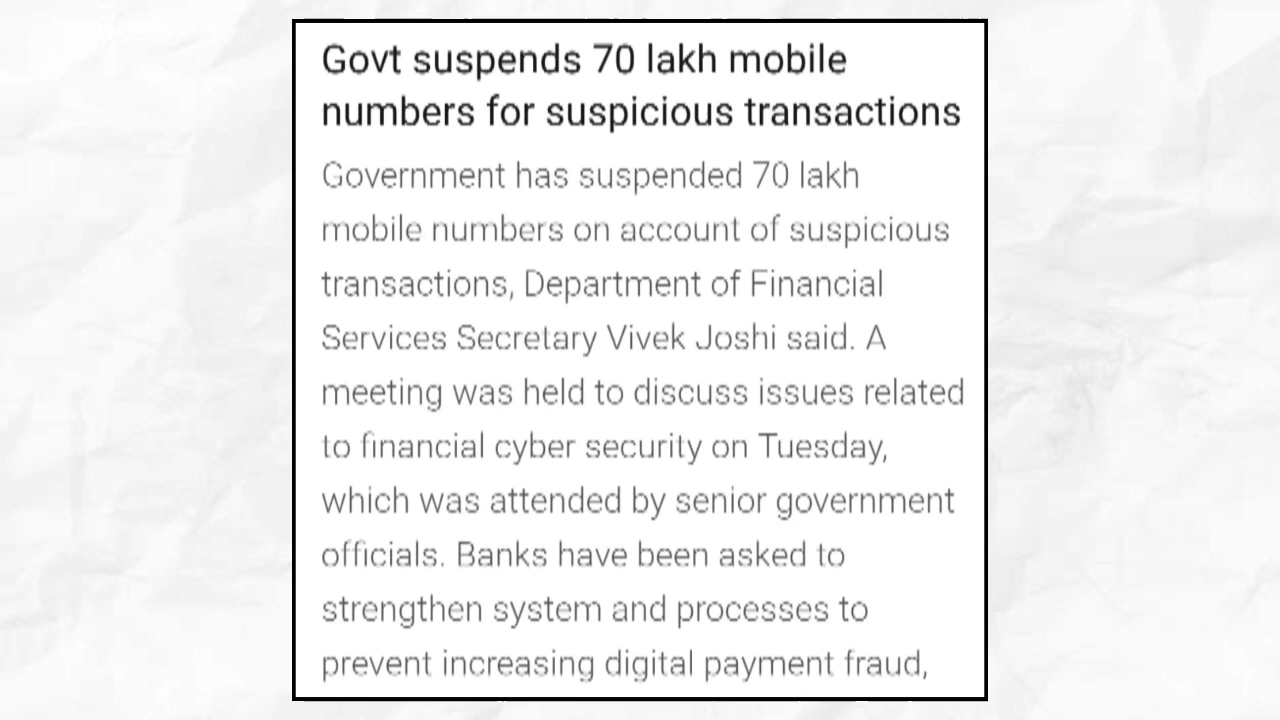 Govt suspends 70 lakh mobile
numbers for suspicious transactions
Government has suspended 70 lakh
mobile numbers on account of suspicious
transactions, Department of Financial
Services Secretary Vivek Joshi said. A
meeting was held to discuss issues related
to financial cyber security on Tuesday,
which was attended by senior government
officials. Banks have been asked to
strengthen system and processes to
prevent increasing digital payment fraud,